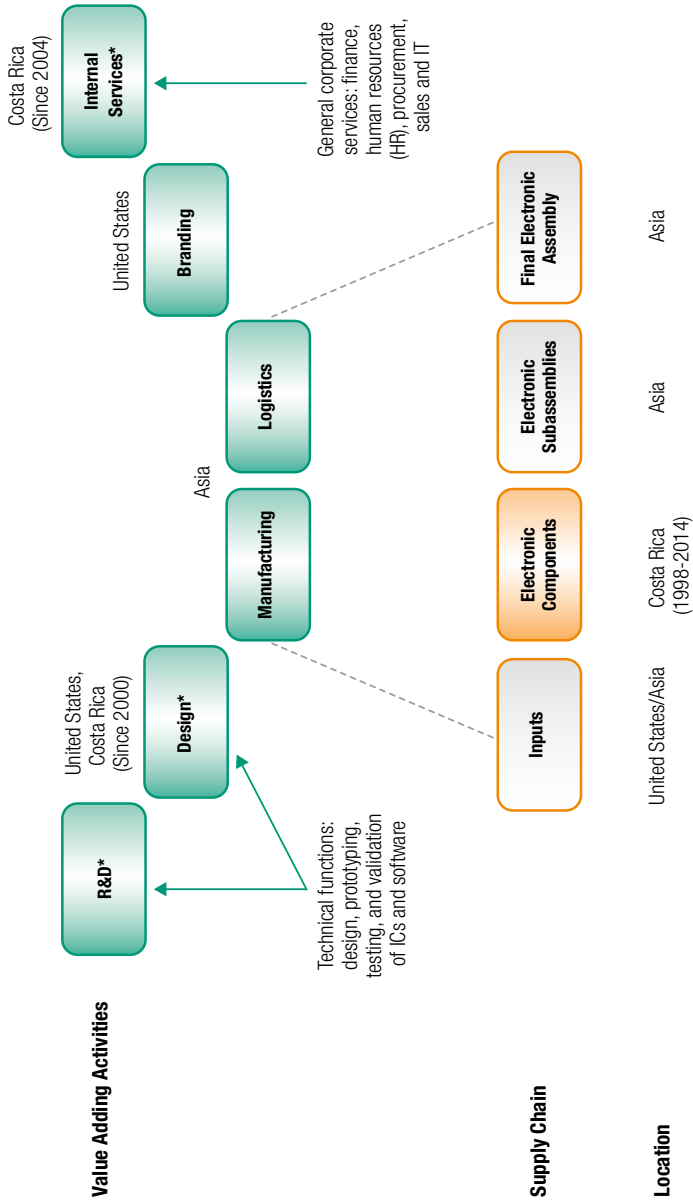 Value Adding Activities
R&D*
United States,
Costa Rica
(Since 2000)
Design*
Technical functions:
design, prototyping,
testing, and validation
of ICs and software
Asia
Manufacturing
Logistics
United States
Branding
Costa Rica
(Since 2004)
Internal
Services*
General corporate
services: finance,
human resources
(HR), procurement,
sales and IT
Supply Chain
Inputs
Electronic
Components
Electronic
Subassemblies
Final Electronic
Assembly
Location
United States/Asia
Costa Rica
(1998-2014)
Asia
Asia